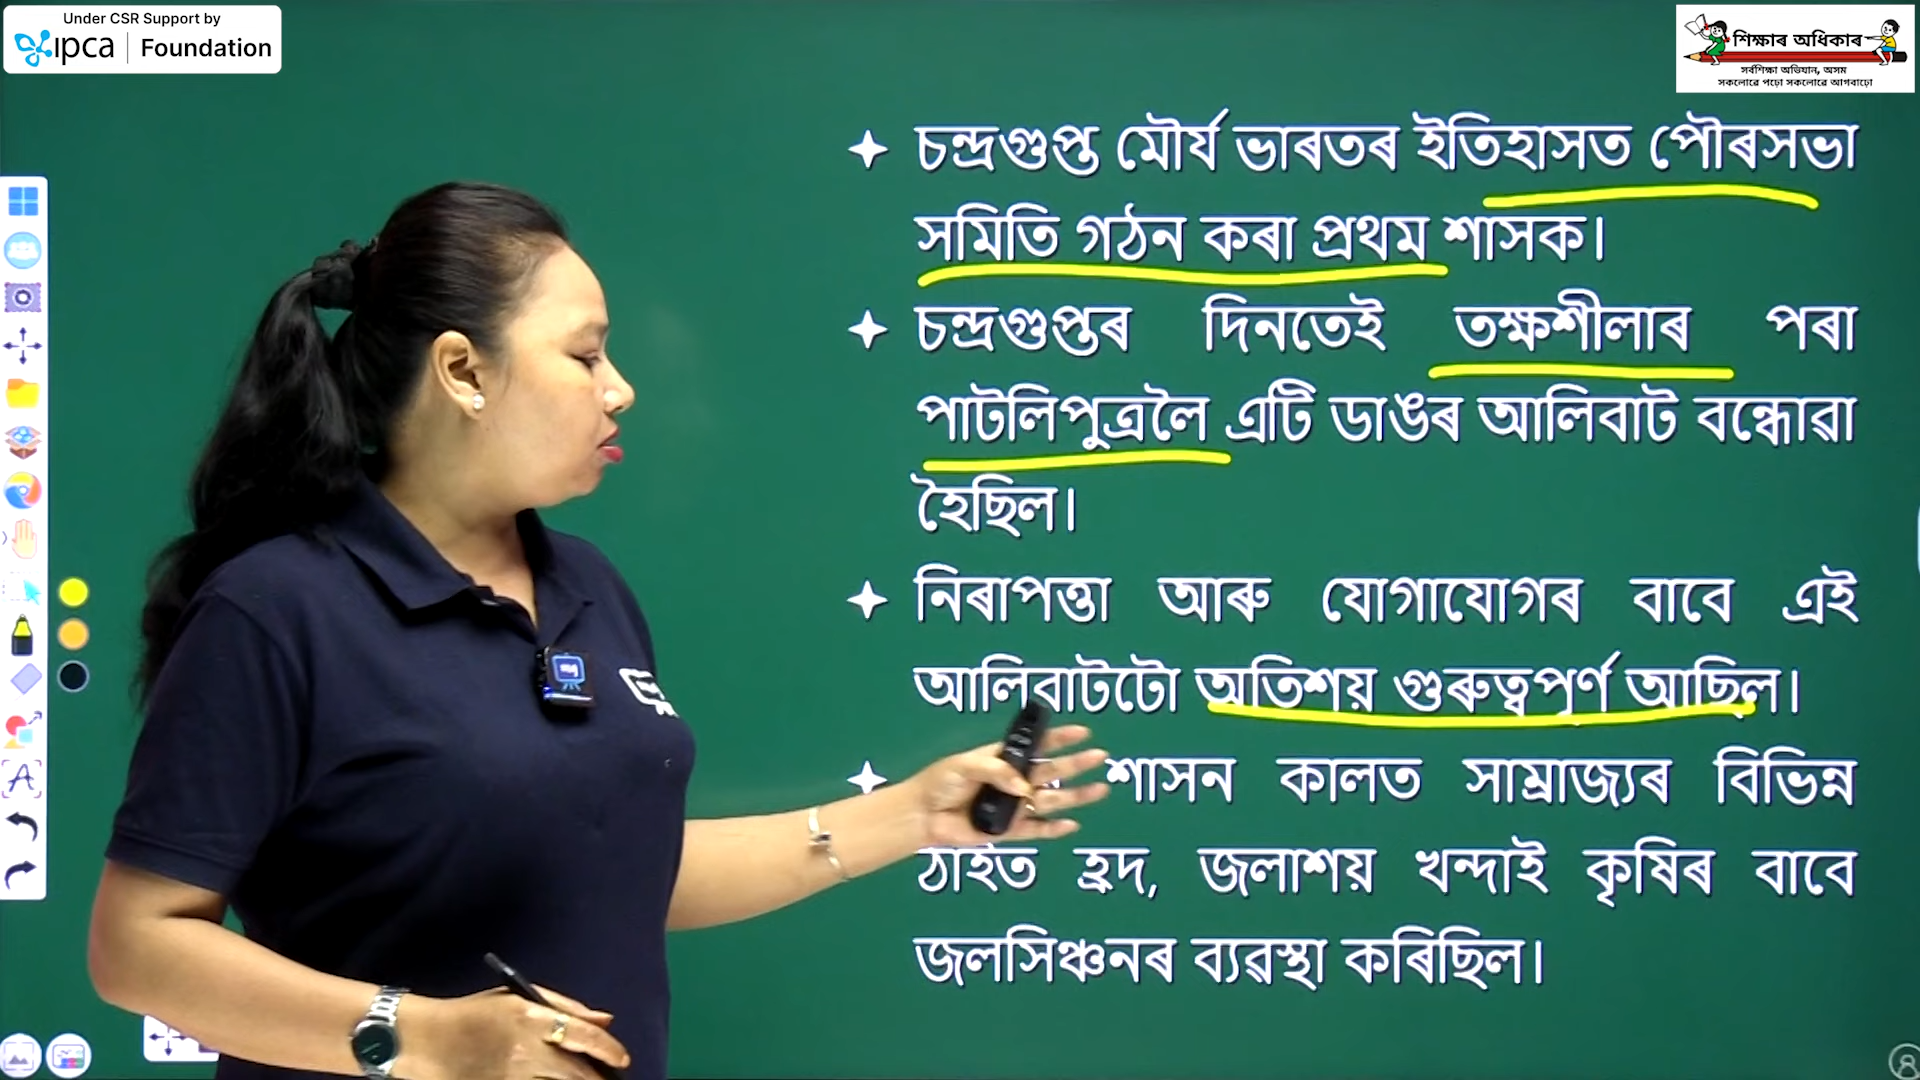 Under CSR Support by
ipca Foundation
শিক্ষাৰ অধিকাৰ
সৰ্বশিক্ষা অভিযান, অসম
সকলোৱে পঢ়ো সকলোৱে আগবাঢ়ো
চন্দ্ৰগুপ্ত মৌৰ্য ভাৰতৰ ইতিহাসত পৌৰসভা
সমিতি গঠন কৰা প্ৰথম শাসক।
চন্দ্ৰগুপ্তৰ দিনতেই তক্ষশীলাৰ পৰা
পাটলিপুত্ৰলৈ এটি ডাঙৰ আলিবাট বন্ধোৱা
হৈছিল।
নিৰাপত্তা আৰু যোগাযোগৰ বাবে এই
আলিবাটটো অতিশয় গুৰুত্বপূৰ্ণ আছিল।
শাসন কালত সাম্ৰাজ্যৰ বিভিন্ন
ঠাইত হ্ৰদ, জলাশয় খন্দাই কৃষিৰ বাবে
জলসিঞ্চনৰ ব্যৱস্থা কৰিছিল।